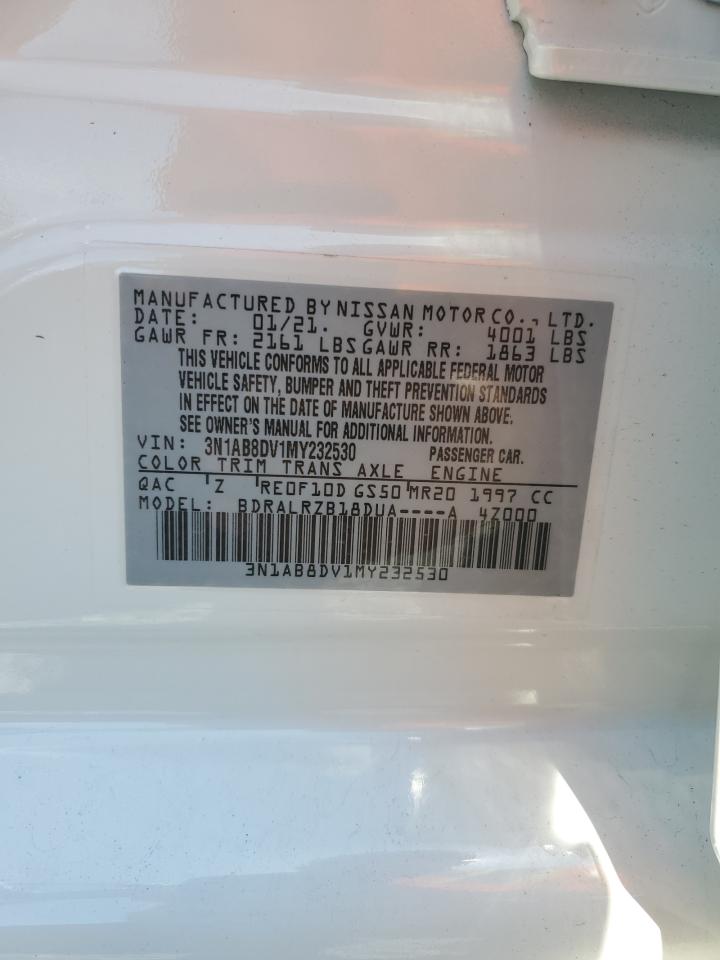 MANUFACTURED BY NISSAN MOTOR CO., LTD.
DATE: 01/21. GVWR: 4001 LBS
GAWR FR: 2161 LBS GAWR RR: 1863 LBS
THIS VEHICLE CONFORMS TO ALL APPLICABLE FEDERAL MOTOR
VEHICLE SAFETY, BUMPER AND THEFT PREVENTION STANDARDS
IN EFFECT ON THE DATE OF MANUFACTURE SHOWN ABOVE.
SEE OWNER'S MANUAL FOR ADDITIONAL INFORMATION.
VIN: 3N1AB8DV1MY232530 PASSENGER CAR.
COLOR TRIM TRANS AXLE ENGINE
QAC Z RE0F10D GS50 MR20 1997 CC
MODEL: BDRALRZB18DUA----A 4Z000
3N1AB8DV1MY232530